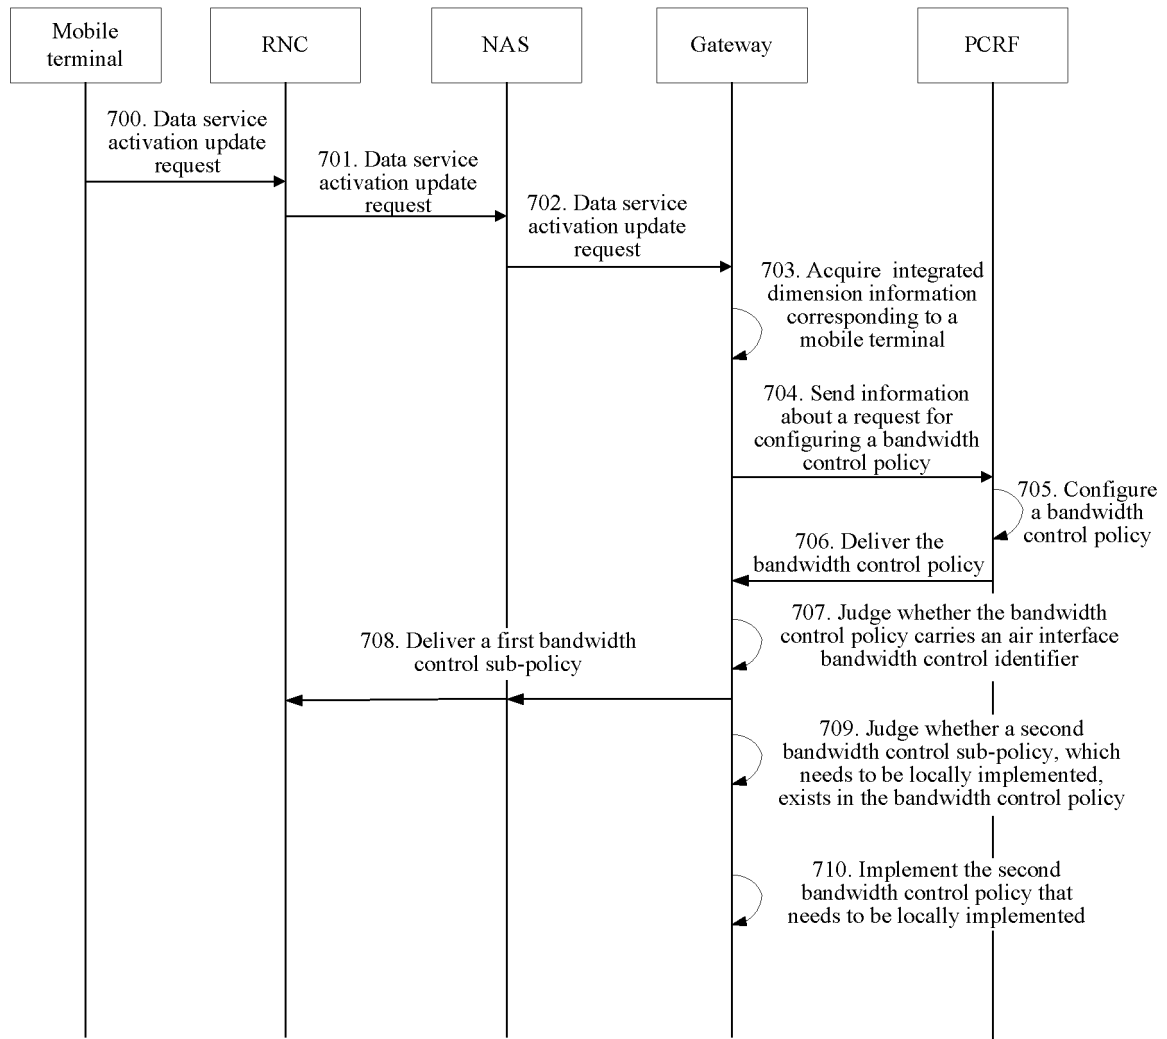 Mobile
terminal
RNC
NAS
Gateway
PCRF
700. Data service
activation update
request
701. Data service
activation update
request
702. Data service
activation update
request
703. Acquire integrated
dimension information
corresponding to a
mobile terminal
704. Send information
about a request for
configuring a bandwidth
control policy
705. Configure
a bandwidth
control policy
706. Deliver the
bandwidth control policy
707. Judge whether the bandwidth
control policy carries an air interface
bandwidth control identifier
708. Deliver a first bandwidth
control sub-policy
709. Judge whether a second
bandwidth control sub-policy, which
needs to be locally implemented,
exists in the bandwidth control policy
710. Implement the second
bandwidth control policy that
needs to be locally implemented